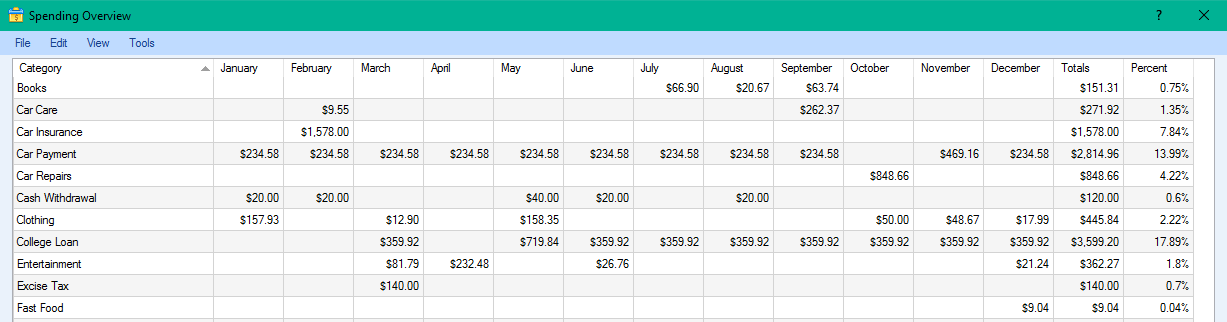 Spending Overview ?
File Edit View Tools
Category January February March April May June July August September October November December Totals Percent
Books $66.90 $20.67 $63.74 $151.31 0.75%
Car Care $9.55 $262.37 $271.92 1.35%
Car Insurance $1,578.00 $1,578.00 7.84%
Car Payment $234.58 $234.58 $234.58 $234.58 $234.58 $234.58 $234.58 $234.58 $234.58 $469.16 $234.58 $2,814.96 13.99%
Car Repairs $848.66 $848.66 4.22%
Cash Withdrawal $20.00 $20.00 $40.00 $20.00 $20.00 $120.00 0.6%
Clothing $157.93 $12.90 $158.35 $50.00 $48.67 $17.99 $445.84 2.22%
College Loan $359.92 $719.84 $359.92 $359.92 $359.92 $359.92 $359.92 $359.92 $359.92 $3,599.20 17.89%
Entertainment $81.79 $232.48 $26.76 $21.24 $362.27 1.8%
Excise Tax $140.00 $140.00 0.7%
Fast Food $9.04 $9.04 0.04%